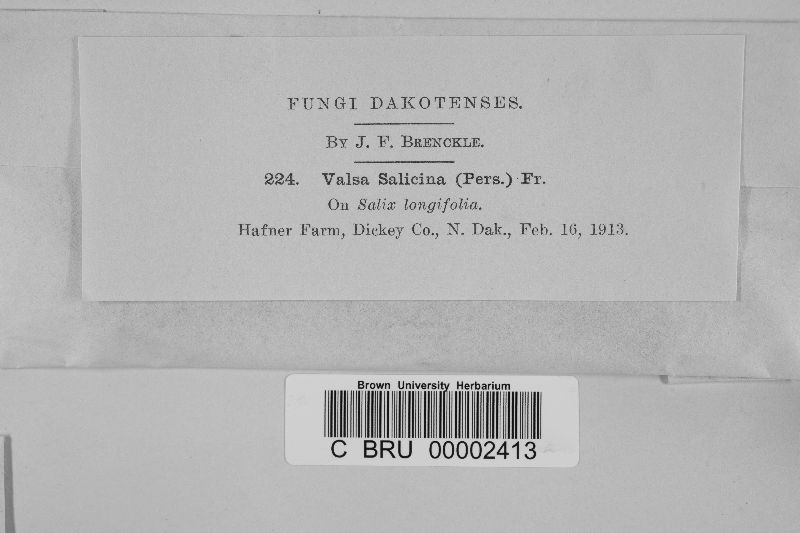 FUNGI DAKOTENSES.
BY J. F. BRENCKLE.
224. Valsa Salicina (Pers.) Fr.
On Salix longifolia.
Hafner Farm, Dickey Co., N. Dak., Feb. 16, 1913.
Brown University Herbarium
C BRU 00002413